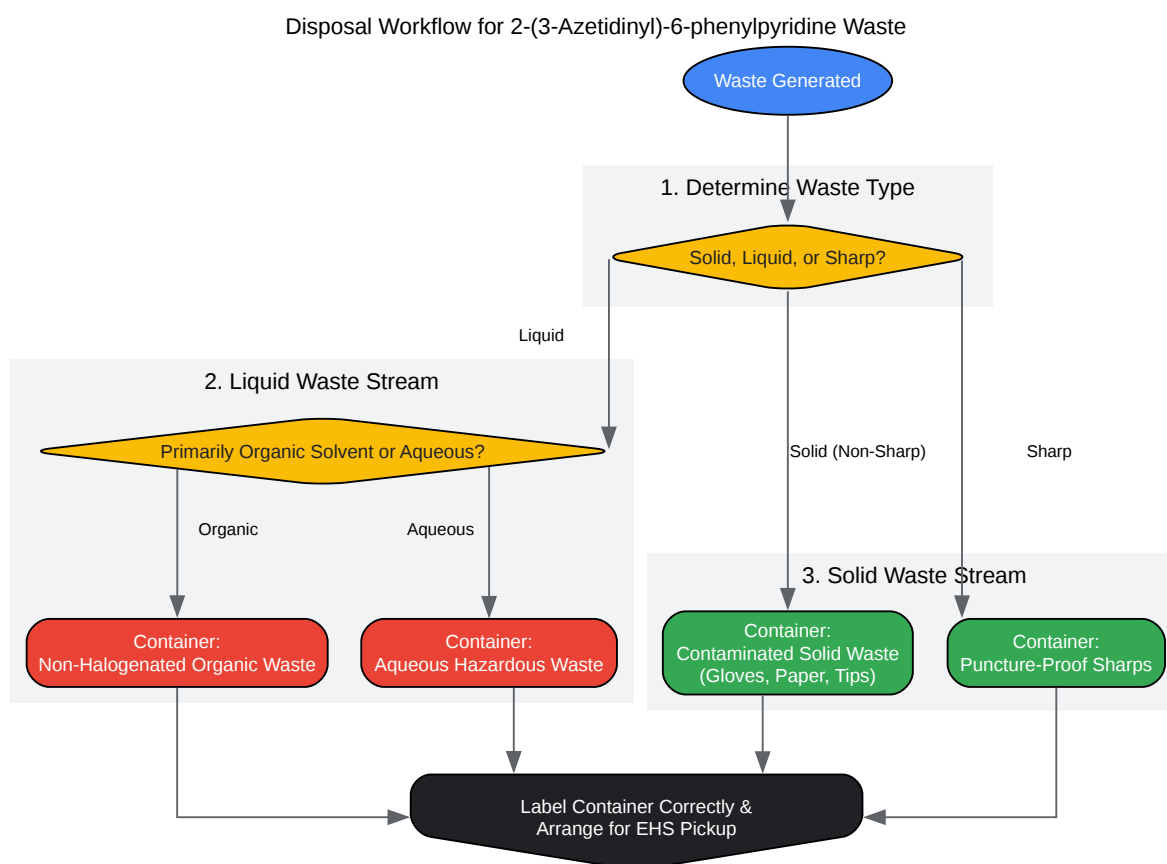 Disposal Workflow for 2-(3-Azetidinyl)-6-phenylpyridine Waste
Waste Generated
1. Determine Waste Type
Solid, Liquid, or Sharp?
Liquid
2. Liquid Waste Stream
Primarily Organic Solvent or Aqueous?
Solid (Non-Sharp)
Sharp
Organic
Aqueous
3. Solid Waste Stream
Container:
Non-Halogenated Organic Waste
Container:
Aqueous Hazardous Waste
Container:
Contaminated Solid Waste
(Gloves, Paper, Tips)
Container:
Puncture-Proof Sharps
Label Container Correctly &
Arrange for EHS Pickup